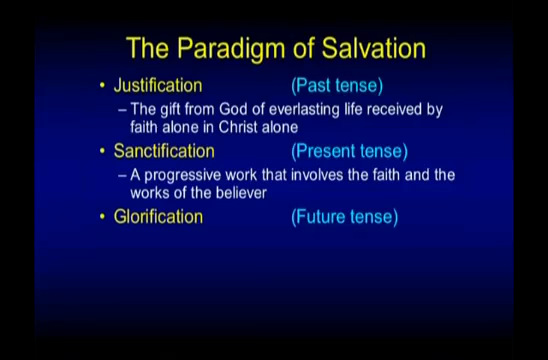 The Paradigm of Salvation
• Justification (Past tense)
– The gift from God of everlasting life received by
faith alone in Christ alone
• Sanctification (Present tense)
– A progressive work that involves the faith and the
works of the believer
• Glorification (Future tense)